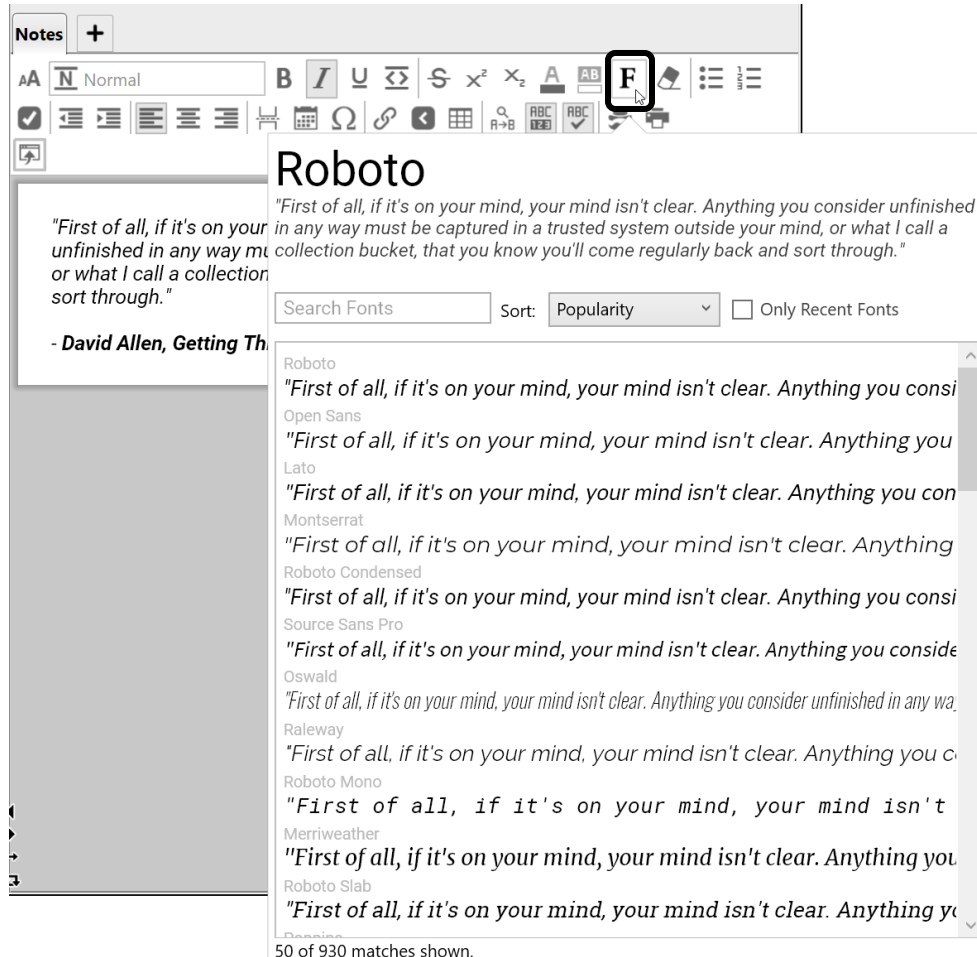 Notes +
AA N Normal B I U <> S x² X₂ A AB F
A→B ABC 123 ABC
Roboto
"First of all, if it's on your mind, your mind isn't clear. Anything you consider unfinished
in any way must be captured in a trusted system outside your mind, or what I call a
collection bucket, that you know you'll come regularly back and sort through."
"First of all, if it's on your
unfinished in any way mu
or what I call a collection
sort through."
- David Allen, Getting Thi
Search Fonts Sort: Popularity Only Recent Fonts
Roboto
"First of all, if it's on your mind, your mind isn't clear. Anything you consi
Open Sans
"First of all, if it's on your mind, your mind isn't clear. Anything you
Lato
"First of all, if it's on your mind, your mind isn't clear. Anything you con
Montserrat
"First of all, if it's on your mind, your mind isn't clear. Anything
Roboto Condensed
"First of all, if it's on your mind, your mind isn't clear. Anything you consi
Source Sans Pro
"First of all, if it's on your mind, your mind isn't clear. Anything you conside
Oswald
"First of all, if it's on your mind, your mind isn't clear. Anything you consider unfinished in any way
Raleway
"First of all, if it's on your mind, your mind isn't clear. Anything you c
Roboto Mono
"First of all, if it's on your mind, your mind isn't
Merriweather
"First of all, if it's on your mind, your mind isn't clear. Anything you
Roboto Slab
"First of all, if it's on your mind, your mind isn't clear. Anything yo
50 of 930 matches shown.